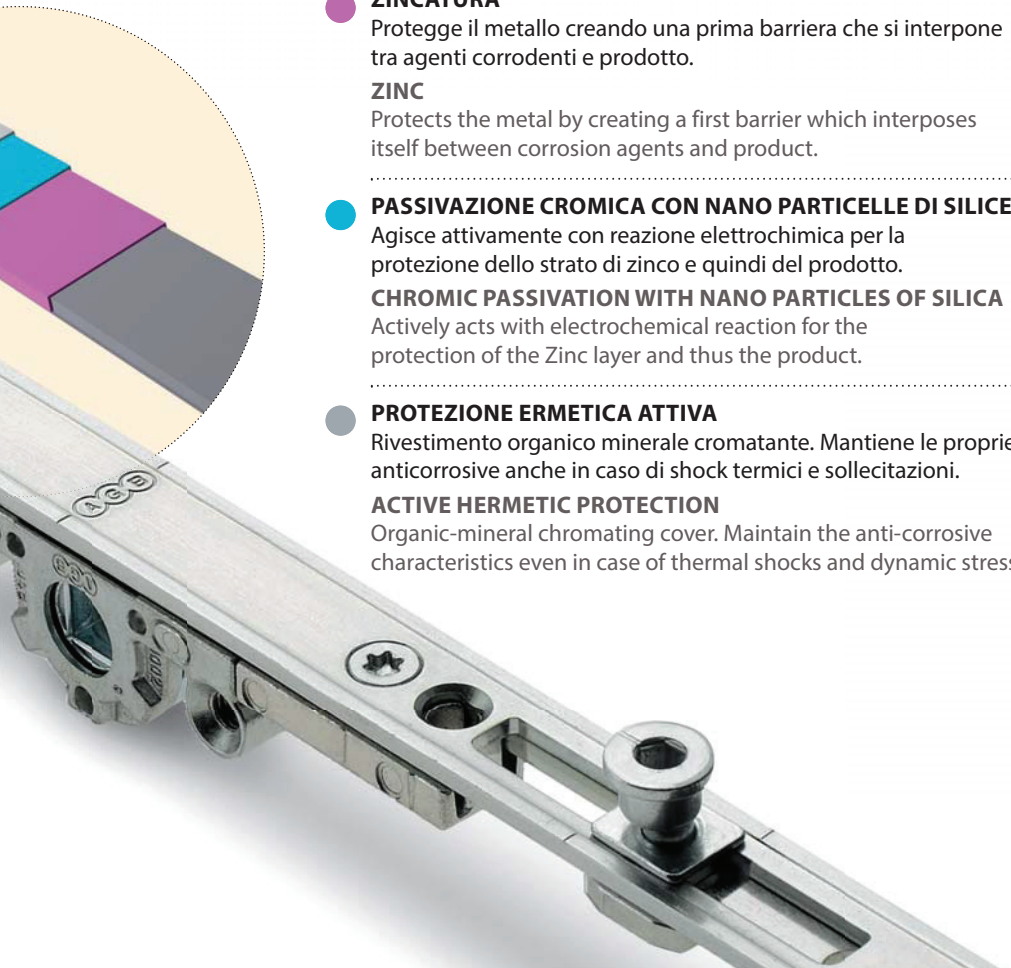 ZINCATURA
Protegge il metallo creando una prima barriera che si interpone
tra agenti corrodenti e prodotto.
ZINC
Protects the metal by creating a first barrier which interposes
itself between corrosion agents and product.
PASSIVAZIONE CROMICA CON NANO PARTICELLE DI SILICE
Agisce attivamente con reazione elettrochimica per la
protezione dello strato di zinco e quindi del prodotto.
CHROMIC PASSIVATION WITH NANO PARTICLES OF SILICA
Actively acts with electrochemical reaction for the
protection of the Zinc layer and thus the product.
PROTEZIONE ERMETICA ATTIVA
Rivestimento organico minerale cromatante. Mantiene le proprie
anticorrosive anche in caso di shock termici e sollecitazioni.
ACTIVE HERMETIC PROTECTION
Organic-mineral chromating cover. Maintain the anti-corrosive
characteristics even in case of thermal shocks and dynamic stress
AGB